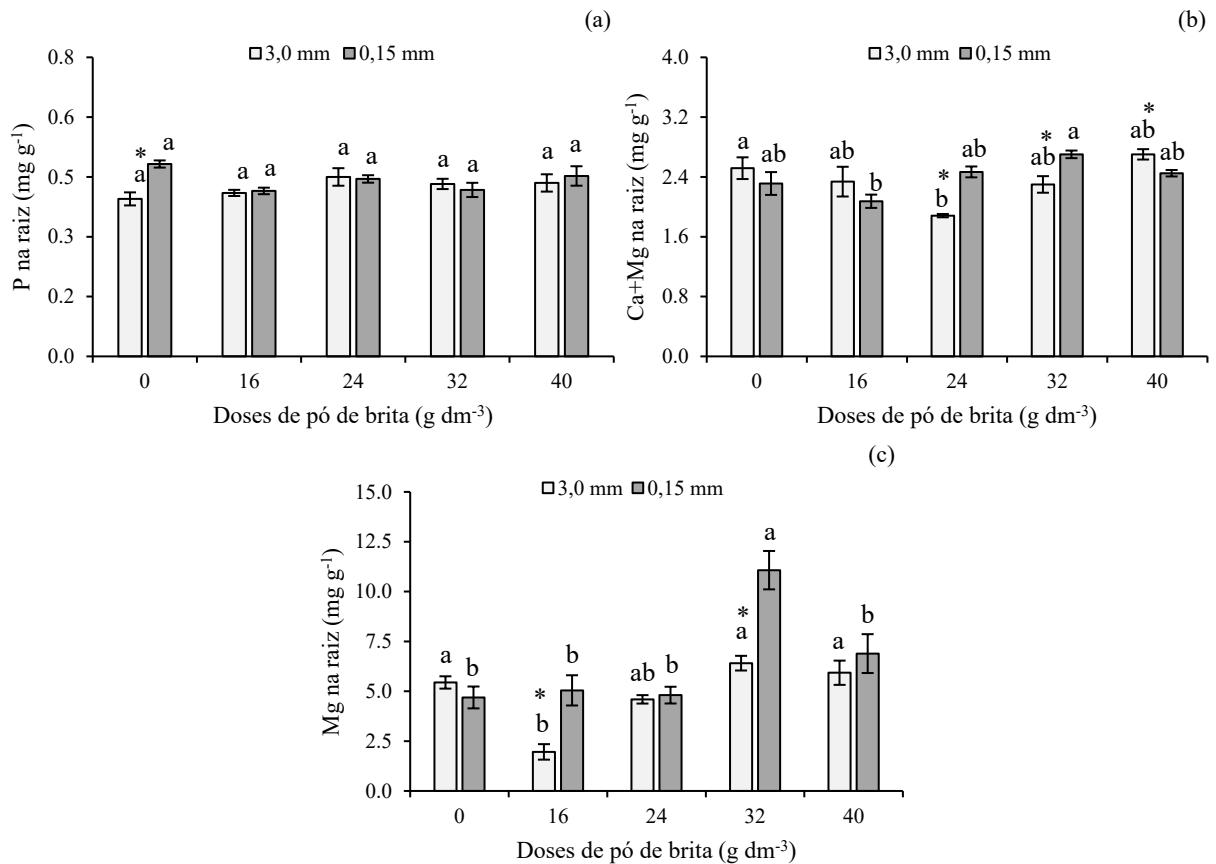 (a)
3,0 mm 0,15 mm
0.8
0.6
0.5
0.3
0.2
0.0
P na raiz (mg g-1)
* a a a a a a a a a a
0 16 24 32 40
Doses de pó de brita (g dm-3)
(b)
3,0 mm 0,15 mm
4.0
3.2
2.4
1.6
0.8
0.0
Ca+Mg na raiz (mg g-1)
a ab ab b * b ab * ab a * ab ab
0 16 24 32 40
Doses de pó de brita (g dm-3)
(c)
3,0 mm 0,15 mm
15.0
12.5
10.0
7.5
5.0
2.5
0.0
Mg na raiz (mg g-1)
a b * b b ab b * a a a b
0 16 24 32 40
Doses de pó de brita (g dm-3)